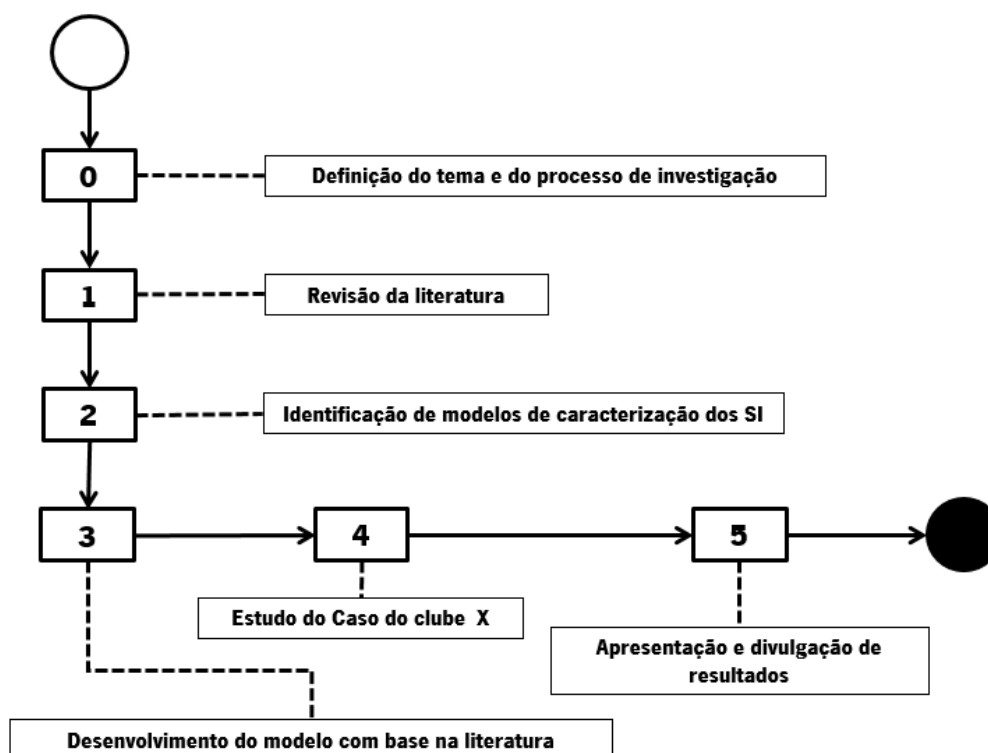 0
Definição do tema e do processo de investigação
1
Revisão da literatura
2
Identificação de modelos de caracterização dos SI
3
4
5
Estudo do Caso do clube X
Apresentação e divulgação de
resultados
Desenvolvimento do modelo com base na literatura